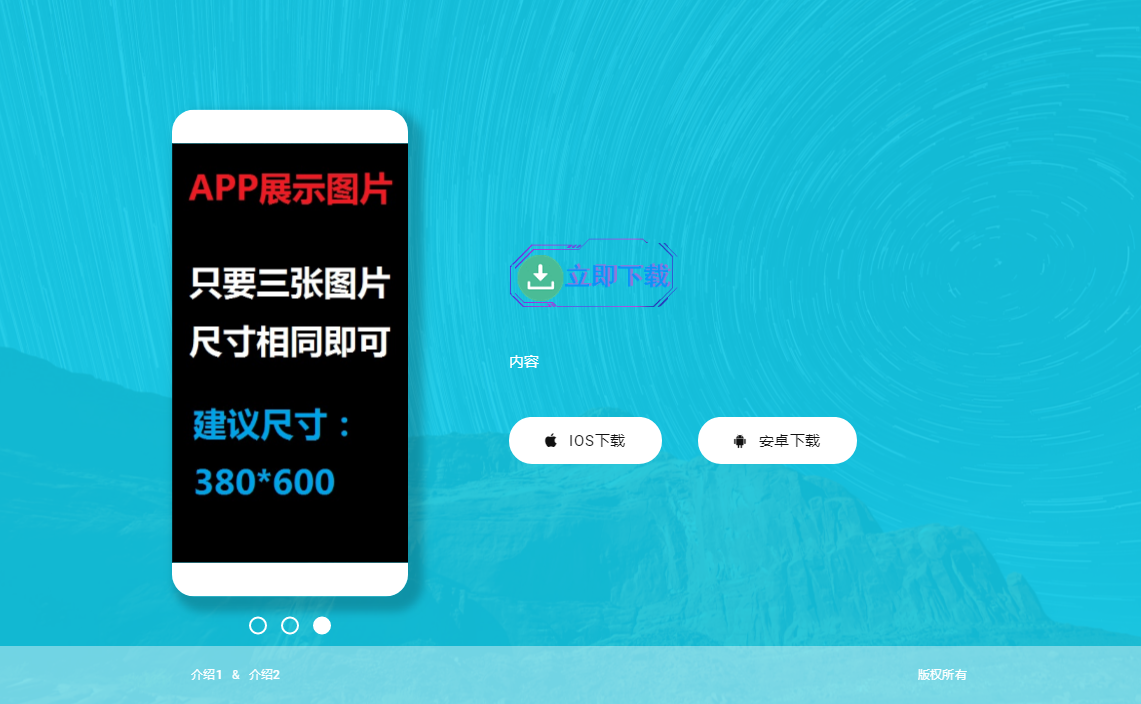 APP展示图片
只要三张图片
尺寸相同即可
建议尺寸：
380*600
立即下载
内容
IOS下载
安卓下载
介绍1 & 介绍2
版权所有